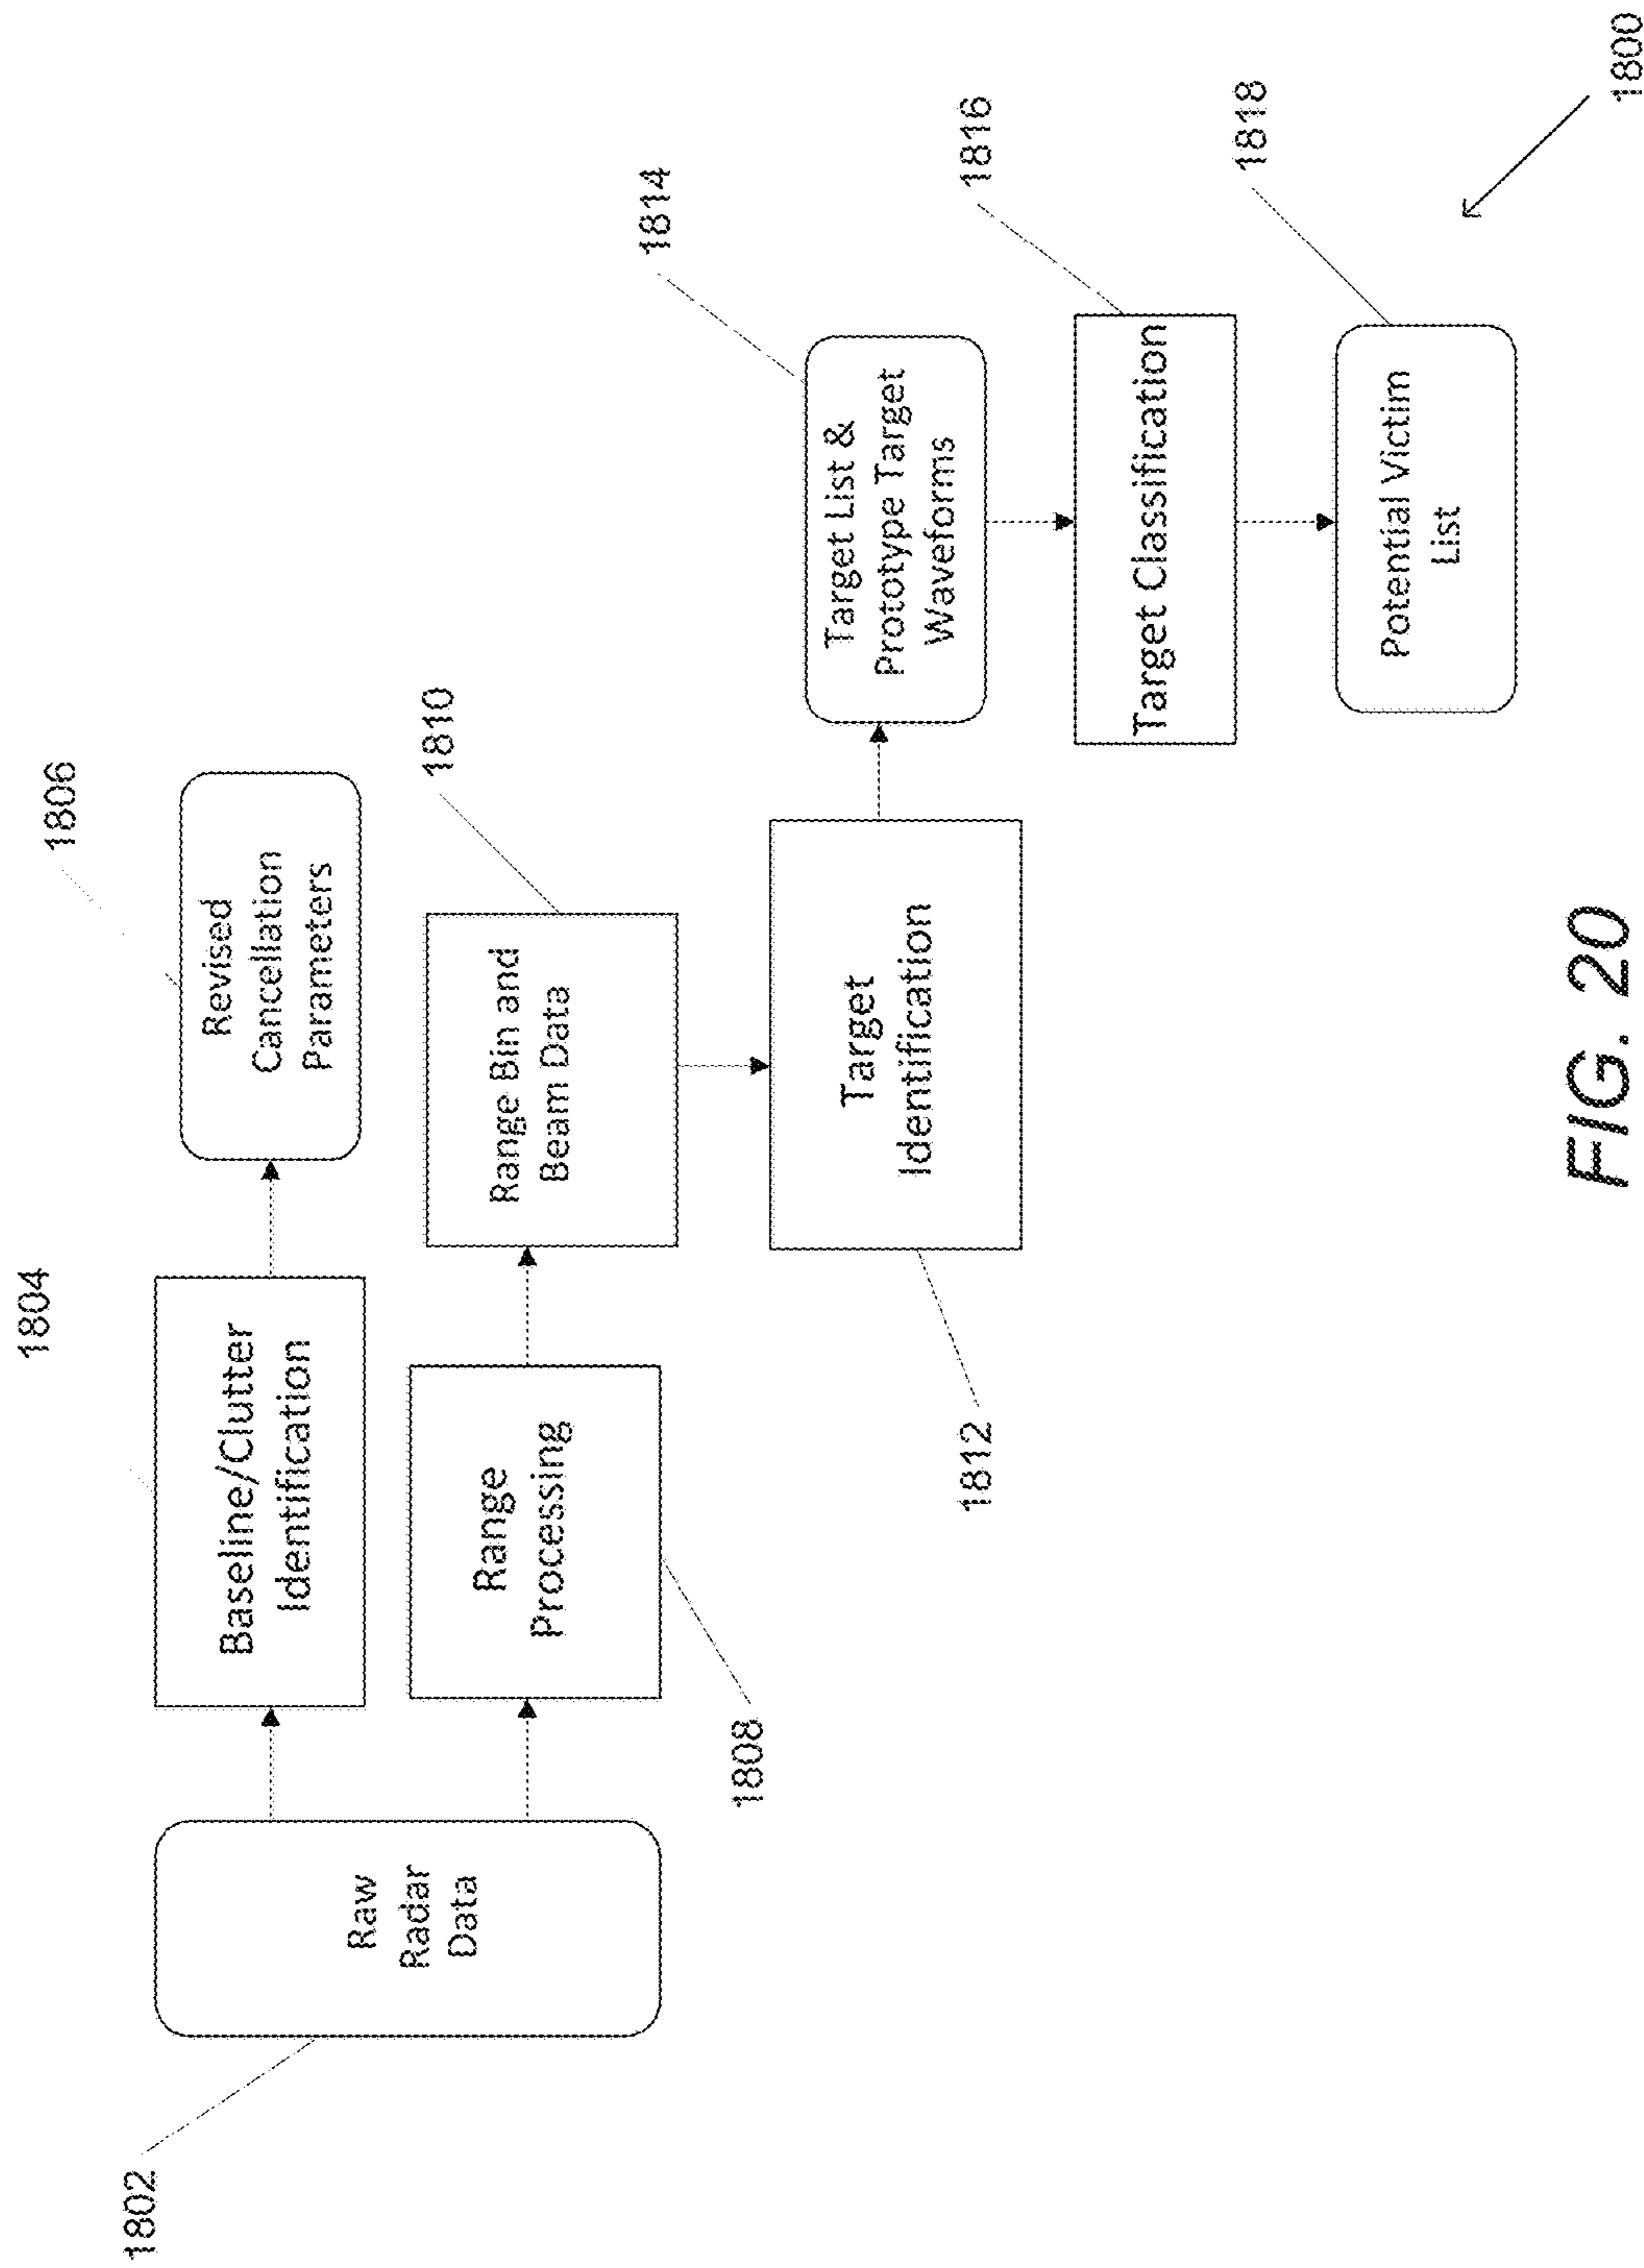 1802
Raw
Radar
Data
1804
Baseline/Clutter
Identification
1806
Revised
Cancellation
Parameters
1808
Range
Processing
1810
Range Bin and
Beam Data
1812
Target
Identification
1814
Target List &
Prototype Target
Waveforms
1816
Target Classification
1818
Potential Victim
List
1800
FIG. 20